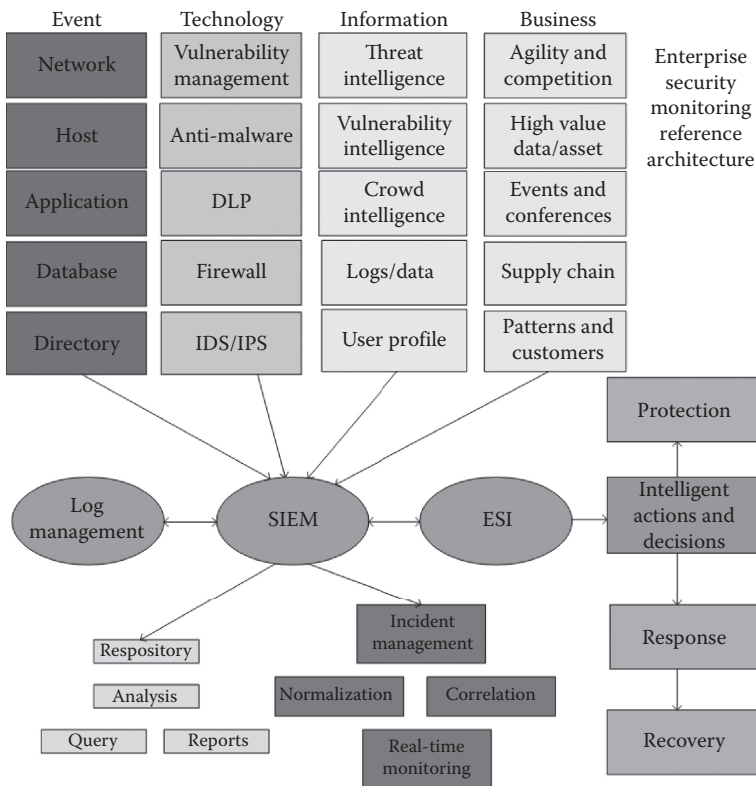 Event
Technology
Information
Business
Network
Vulnerability
management
Threat
intelligence
Agility and
competition
Enterprise
security
monitoring
reference
architecture
Host
Anti-malware
Vulnerability
intelligence
High value
data/asset
Application
DLP
Crowd
intelligence
Events and
conferences
Database
Firewall
Logs/data
Supply chain
Directory
IDS/IPS
User profile
Patterns and
customers
Protection
Log
management
SIEM
ESI
Intelligent
actions and
decisions
Respository
Incident
management
Response
Analysis
Normalization
Correlation
Query
Reports
Real-time
monitoring
Recovery